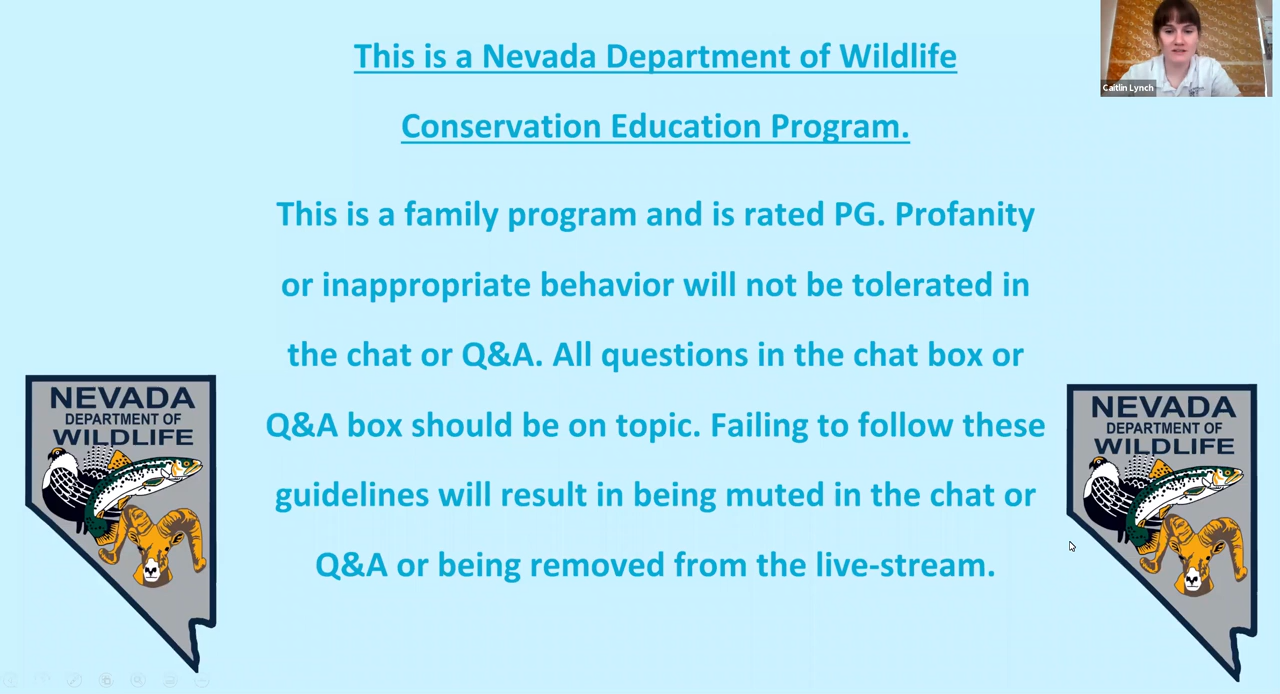 This is a Nevada Department of Wildlife
Conservation Education Program.
Caitlin Lynch
This is a family program and is rated PG. Profanity
or inappropriate behavior will not be tolerated in
the chat or Q&A. All questions in the chat box or
Q&A box should be on topic. Failing to follow these
guidelines will result in being muted in the chat or
Q&A or being removed from the live-stream.
NEVADA
DEPARTMENT OF
WILDLIFE
NEVADA
DEPARTMENT OF
WILDLIFE